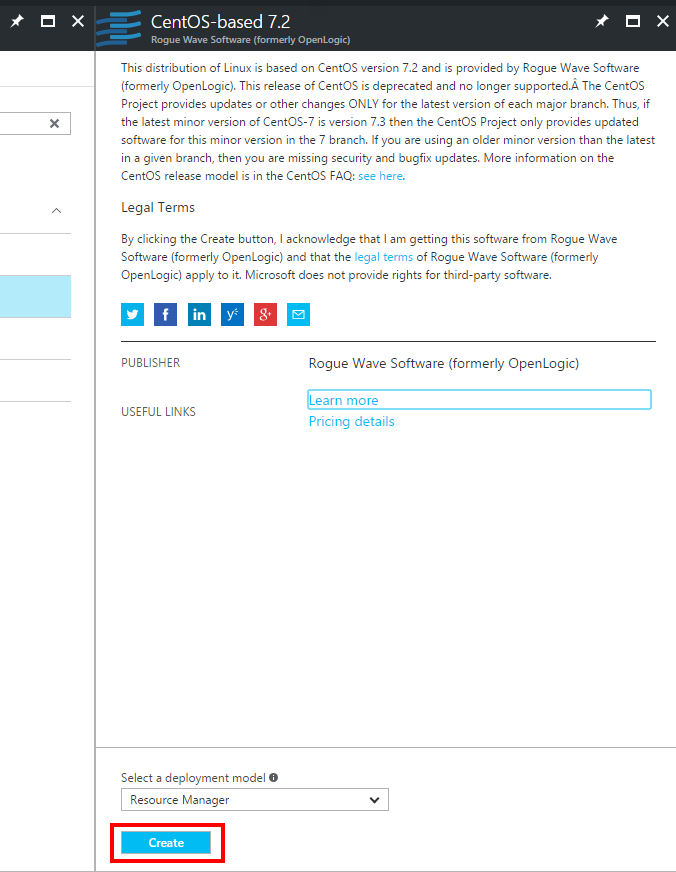 CentOS-based 7.2
Rogue Wave Software (formerly OpenLogic)
This distribution of Linux is based on CentOS version 7.2 and is provided by Rogue Wave Software
(formerly OpenLogic). This release of CentOS is deprecated and no longer supported.Â The CentOS
Project provides updates or other changes ONLY for the latest version of each major branch. Thus, if
the latest minor version of CentOS-7 is version 7.3 then the CentOS Project only provides updated
software for this minor version in the 7 branch. If you are using an older minor version than the latest
in a given branch, then you are missing security and bugfix updates. More information on the
CentOS release model is in the CentOS FAQ: see here.
Legal Terms
By clicking the Create button, I acknowledge that I am getting this software from Rogue Wave
Software (formerly OpenLogic) and that the legal terms of Rogue Wave Software (formerly
OpenLogic) apply to it. Microsoft does not provide rights for third-party software.
PUBLISHER
Rogue Wave Software (formerly OpenLogic)
USEFUL LINKS
Learn more
Pricing details
Select a deployment model
Resource Manager
Create